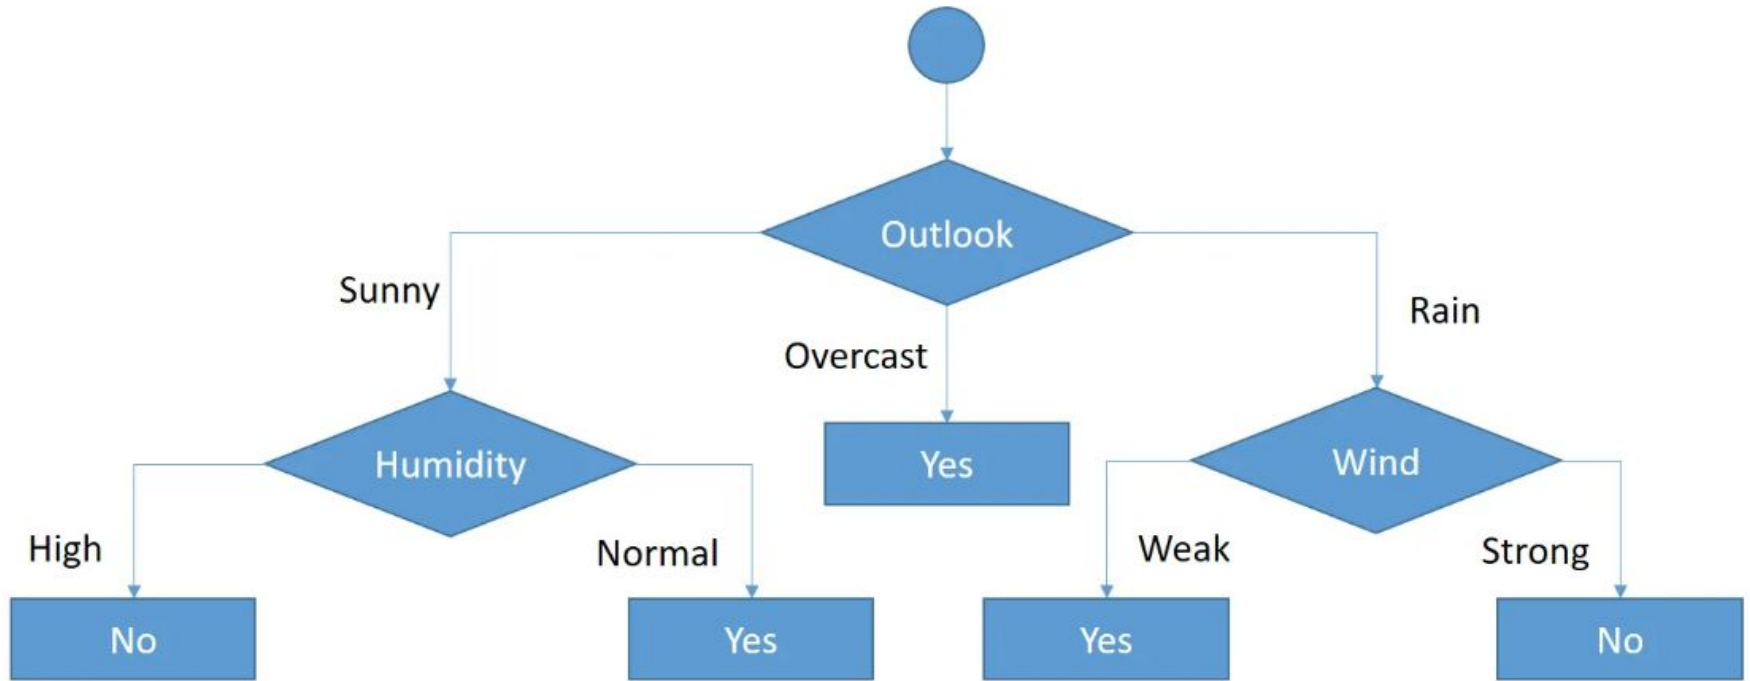 Outlook
Sunny
Rain
Overcast
Humidity
Yes
Wind
High
Normal
Weak
Strong
No
Yes
Yes
No